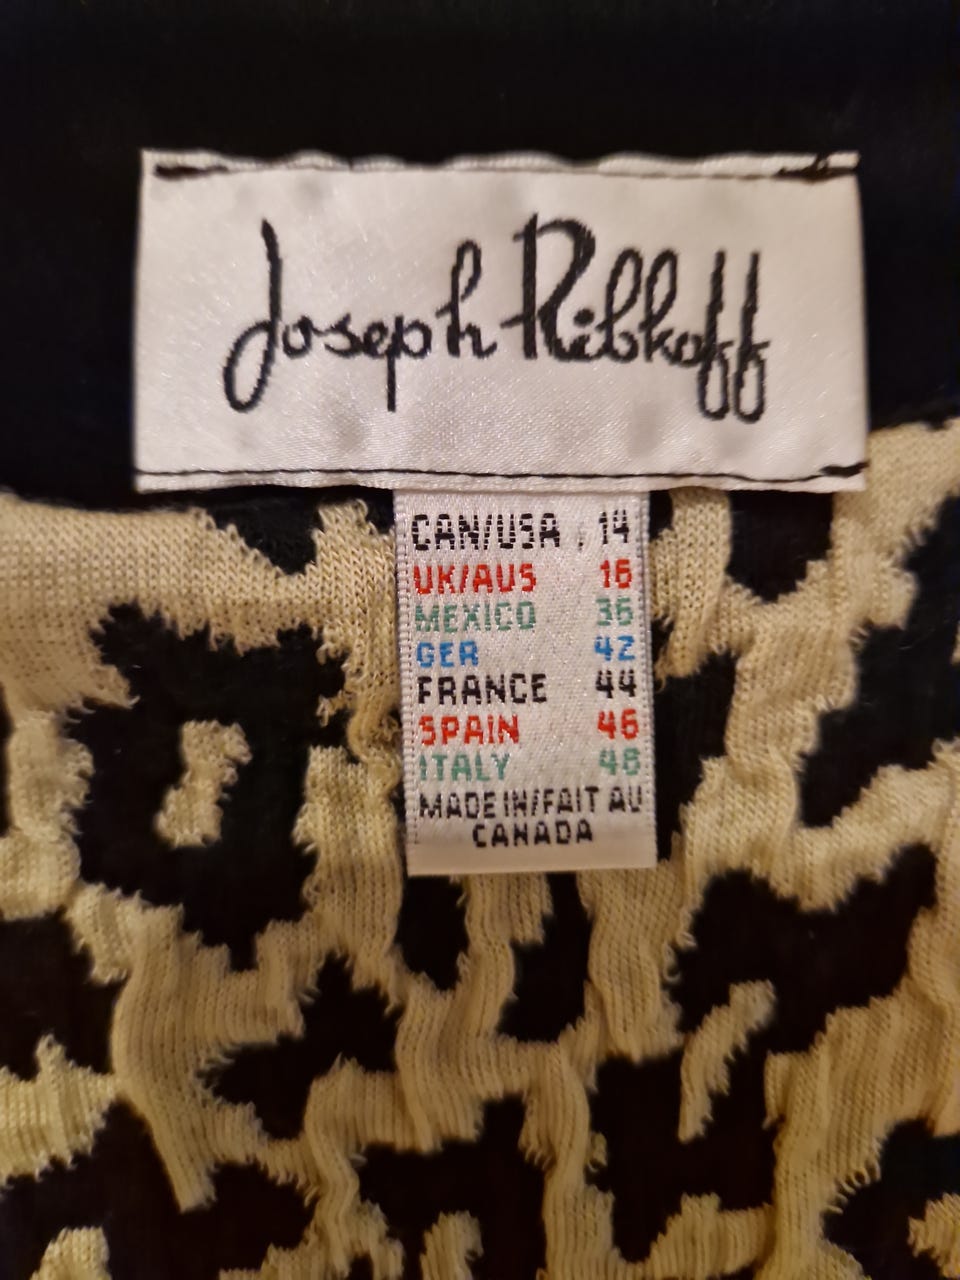 Joseph Ribkoff
CAN/USA , 14
UK/AUS 16
MEXICO 36
GER 42
FRANCE 44
SPAIN 46
ITALY 48
MADE IN/FAIT AU
CANADA